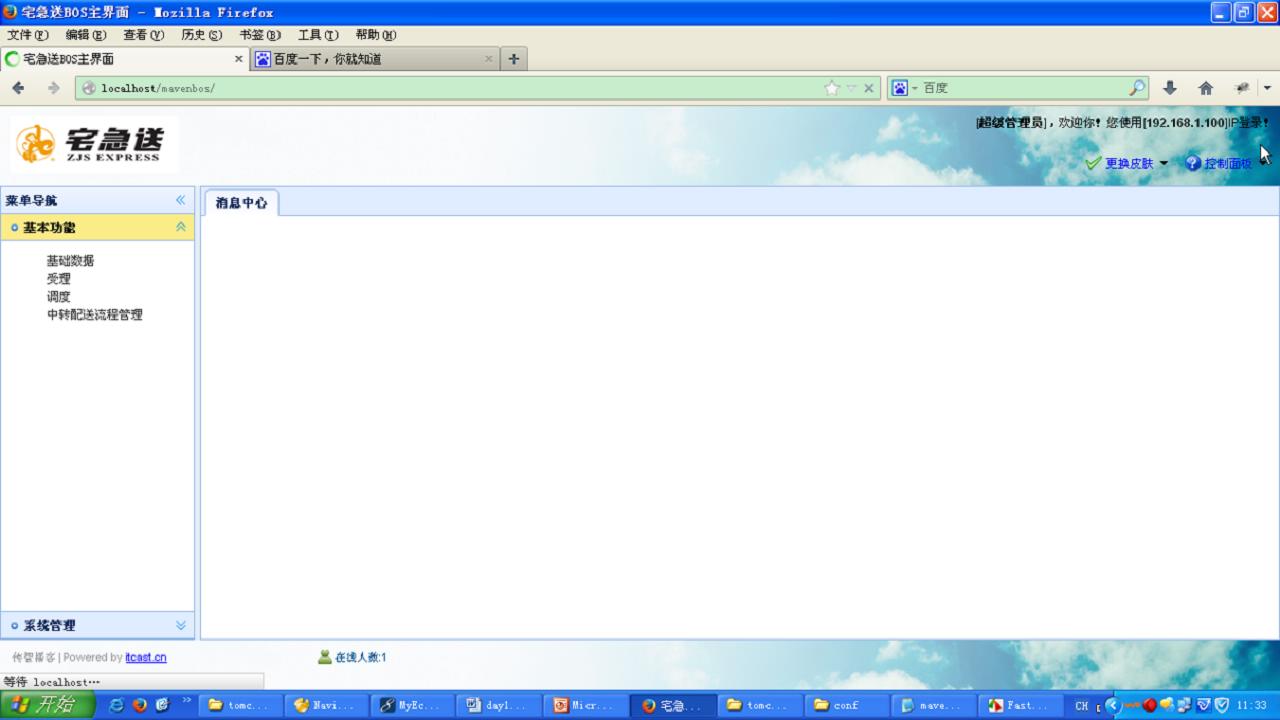 宅急送BOS主界面 - Mozilla Firefox
文件(F) 编辑(E) 查看(V) 历史(S) 书签(B) 工具(T) 帮助(H)
宅急送BOS主界面 × 百度一下，你就知道 × +
localhost/mavenbos/ 百度
宅急送
ZJS EXPRESS
[超级管理员]，欢迎你！您使用[192.168.1.100]IP登录！
更换皮肤 控制面板
菜单导航
消息中心
基本功能
基础数据
受理
调度
中转配送流程管理
系统管理
传智播客 | Powered by itcast.cn
在线人数:1
等待 localhost…
开始 tomc... Navi... MyEc... day1... Micr... 宅急... tomc... conf mave... Fast... CH 11:33